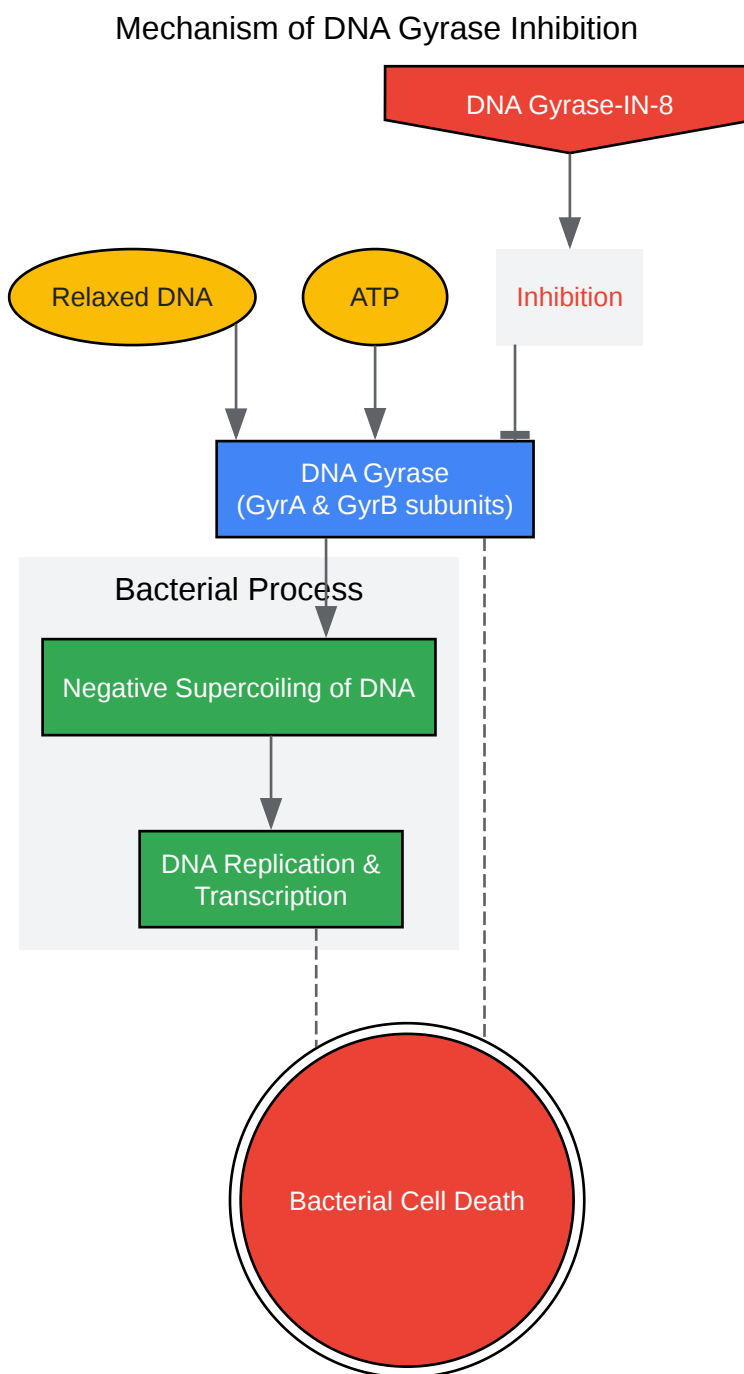 Mechanism of DNA Gyrase Inhibition
DNA Gyrase-IN-8
Relaxed DNA
ATP
Inhibition
DNA Gyrase
(GyrA & GyrB subunits)
Bacterial Process
Negative Supercoiling of DNA
DNA Replication &
Transcription
Bacterial Cell Death